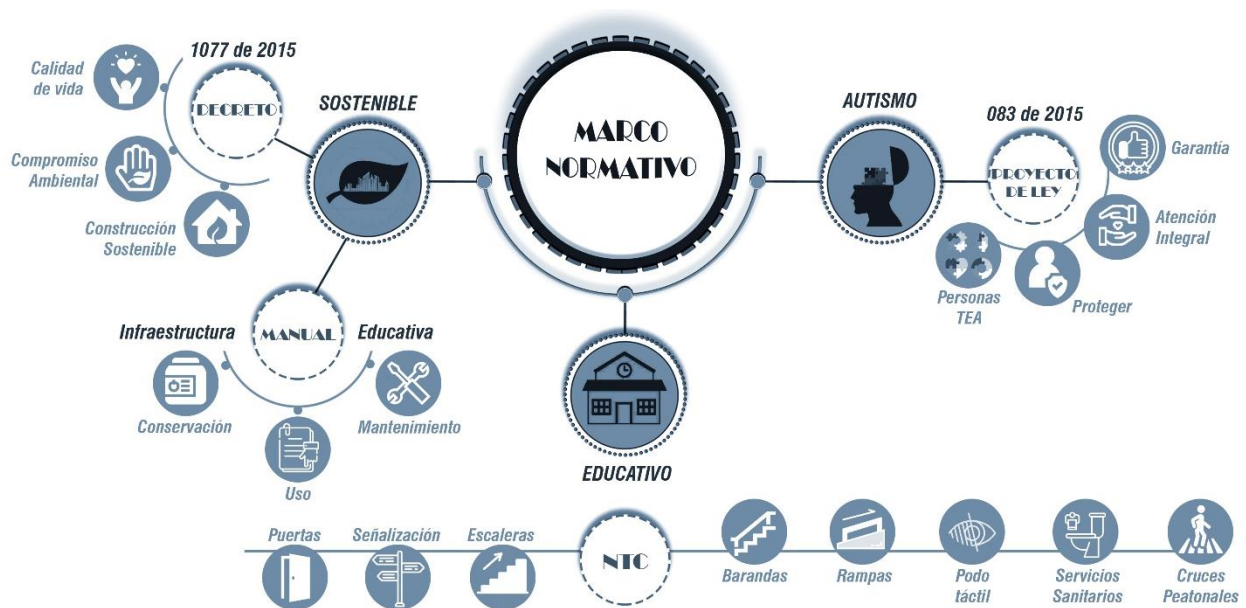 MARCO
NORMATIVO
SOSTENIBLE
1077 de 2015
DECRETO
Calidad
de vida
Compromiso
Ambiental
Construcción
Sostenible
MANUAL
Infraestructura
Educativa
Conservación
Uso
Mantenimiento
EDUCATIVO
AUTISMO
083 de 2015
PROYECTO
DE LEY
Garantía
Atención
Integral
Proteger
Personas
TEA
NTC
Puertas
Señalización
Escaleras
Barandas
Rampas
Podo
táctil
Servicios
Sanitarios
Cruces
Peatonales